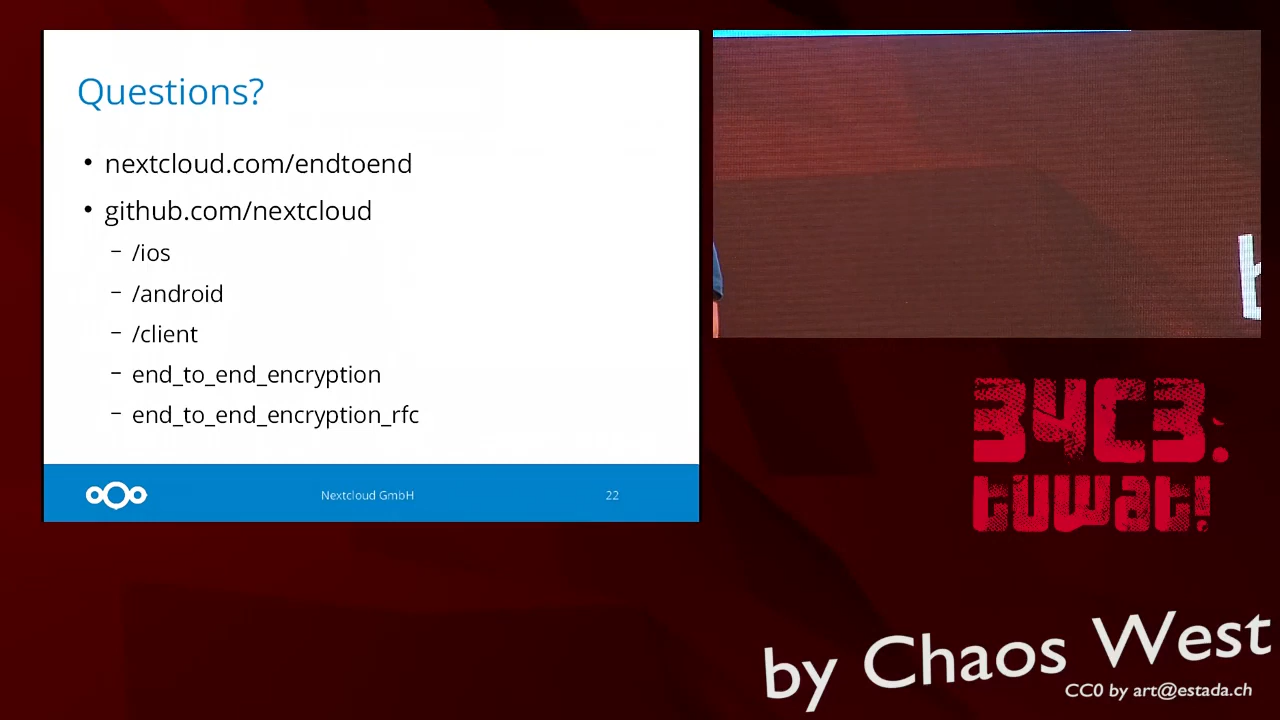 Questions?
• nextcloud.com/endtoend
• github.com/nextcloud
– /ios
– /android
– /client
– end_to_end_encryption
– end_to_end_encryption_rfc
Nextcloud GmbH
22
34C3:
tuwat!
by Chaos West
CC0 by art@estada.ch